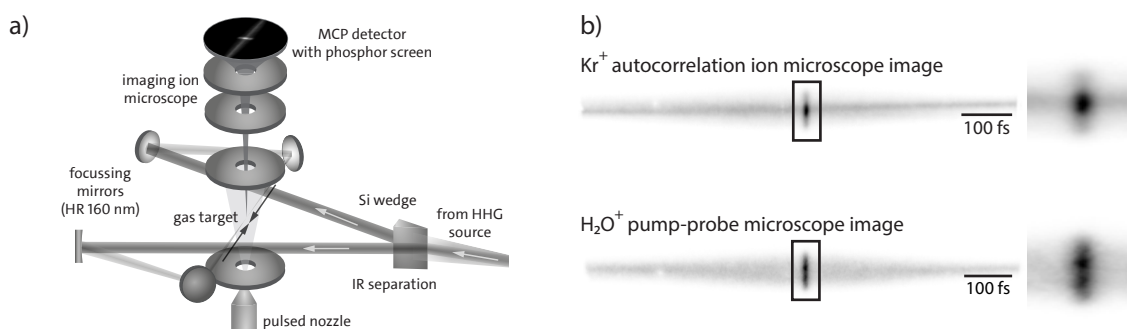 a)
MCP detector
with phosphor screen
imaging ion
microscope
focussing
mirrors
(HR 160 nm)
gas target
Si wedge
from HHG
source
IR separation
pulsed nozzle
b)
Kr⁺ autocorrelation ion microscope image
100 fs
H₂O⁺ pump-probe microscope image
100 fs